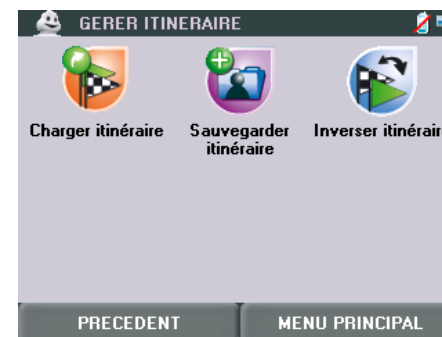 GERER ITINERAIRE
Charger itinéraire
Sauvegarder
itinéraire
Inverser itinérair
PRECEDENT
MENU PRINCIPAL